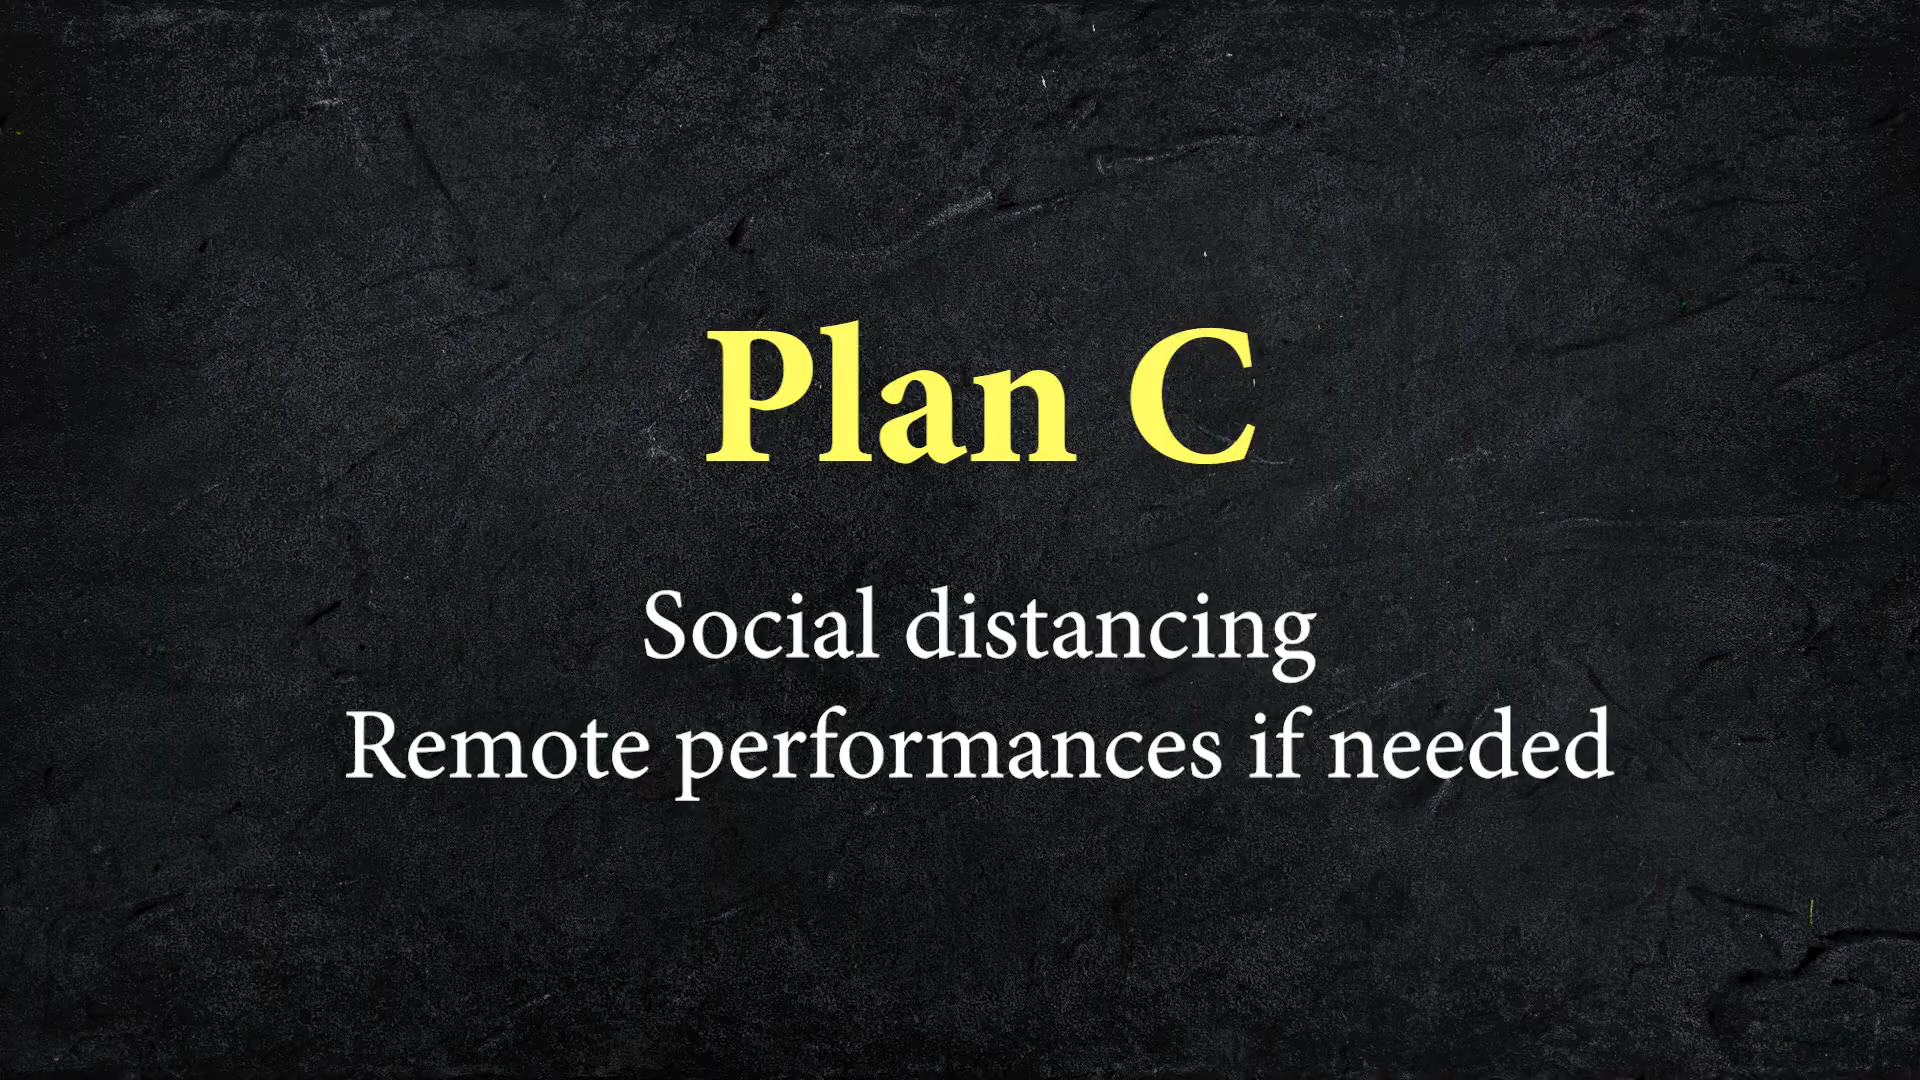 Plan C
Social distancing
Remote performances if needed